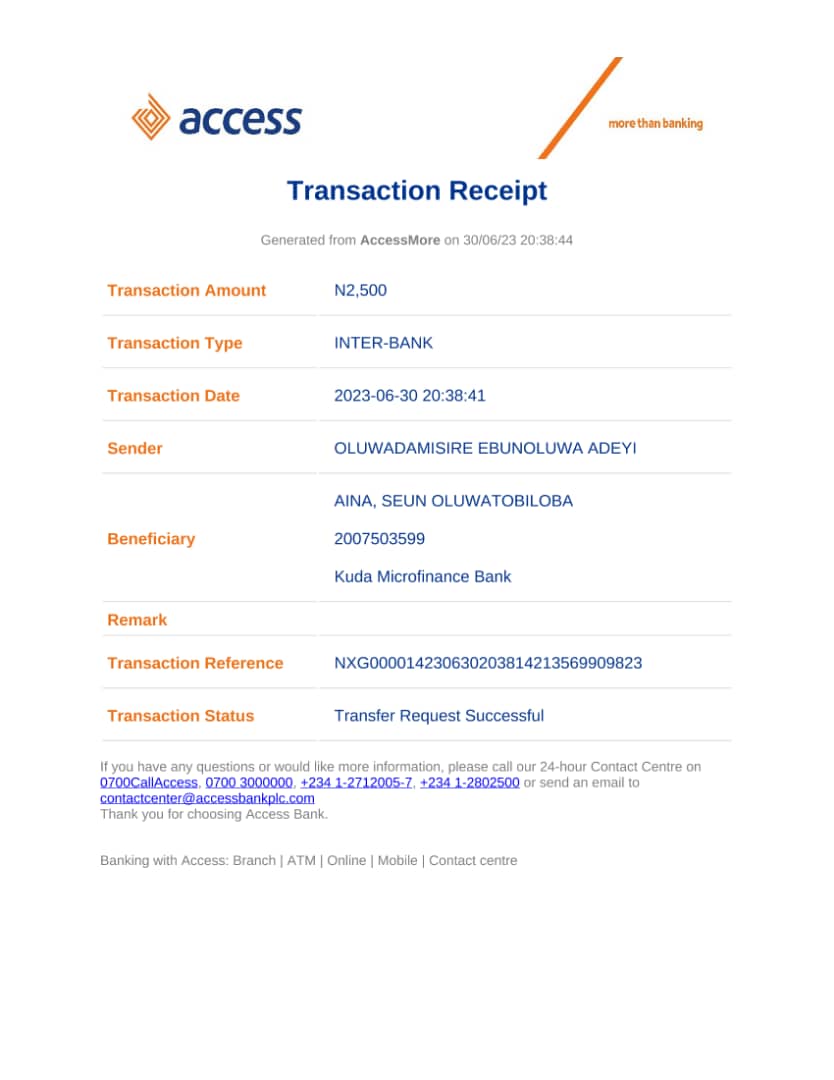 access
more than banking
Transaction Receipt
Generated from AccessMore on 30/06/23 20:38:44
Transaction Amount N2,500
Transaction Type INTER-BANK
Transaction Date 2023-06-30 20:38:41
Sender OLUWADAMISIRE EBUNOLUWA ADEYI
AINA, SEUN OLUWATOBILOBA
Beneficiary 2007503599
Kuda Microfinance Bank
Remark
Transaction Reference NXG000014230630203814213569909823
Transaction Status Transfer Request Successful
If you have any questions or would like more information, please call our 24-hour Contact Centre on
0700CallAccess, 0700 3000000, +234 1-2712005-7, +234 1-2802500 or send an email to
contactcenter@accessbankplc.com
Thank you for choosing Access Bank.
Banking with Access: Branch | ATM | Online | Mobile | Contact centre